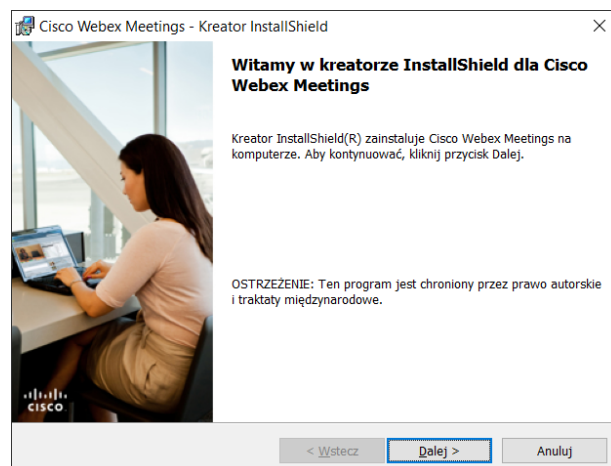 Cisco Webex Meetings - Kreator InstallShield
Witamy w kreatorze InstallShield dla Cisco
Webex Meetings
Kreator InstallShield(R) zainstaluje Cisco Webex Meetings na
komputerze. Aby kontynuować, kliknij przycisk Dalej.
OSTRZEŻENIE: Ten program jest chroniony przez prawo autorskie
i traktaty międzynarodowe.
CISCO
< Wstecz
Dalej >
Anuluj